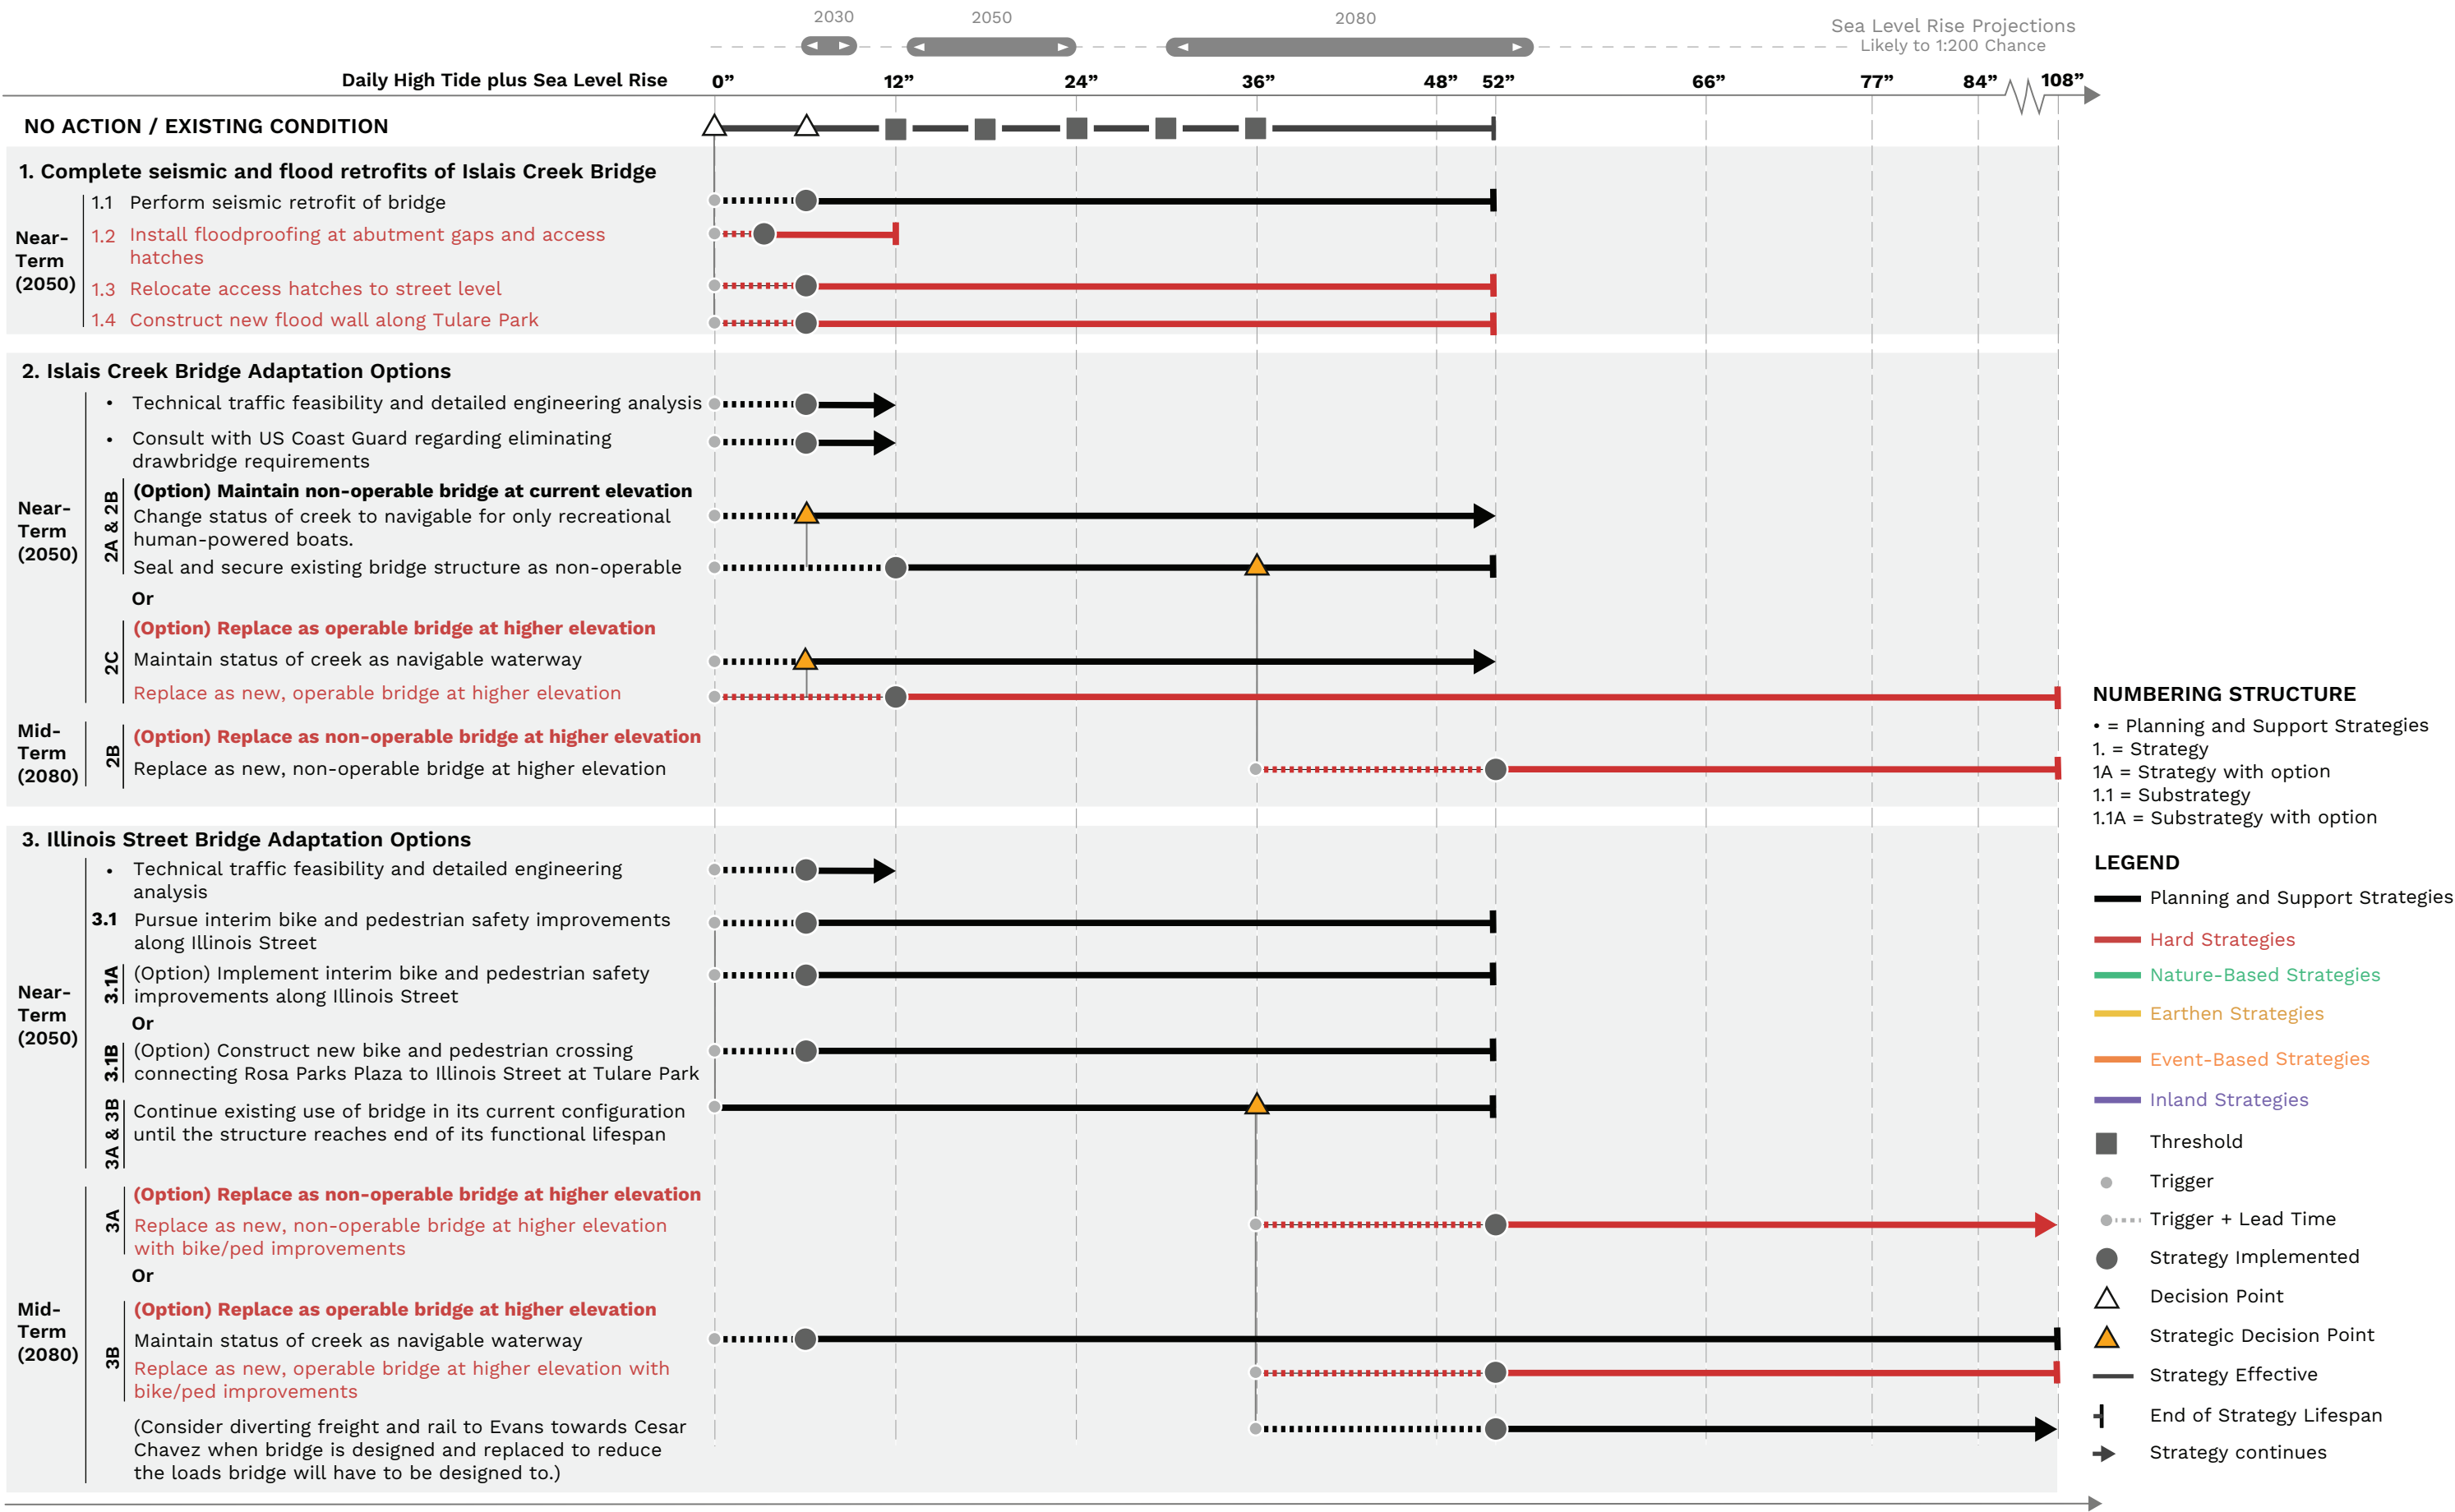 2030
2050
2080
Sea Level Rise Projections
Likely to 1:200 Chance
Daily High Tide plus Sea Level Rise
0”
12”
24”
36”
48”
52”
66”
77”
84”
108”
NO ACTION / EXISTING CONDITION
1. Complete seismic and flood retrofits of Islais Creek Bridge
Near-
Term
(2050)
1.1 Perform seismic retrofit of bridge
1.2 Install floodproofing at abutment gaps and access
hatches
1.3 Relocate access hatches to street level
1.4 Construct new flood wall along Tulare Park
2. Islais Creek Bridge Adaptation Options
Near-
Term
(2050)
• Technical traffic feasibility and detailed engineering analysis
• Consult with US Coast Guard regarding eliminating
drawbridge requirements
2A & 2B
(Option) Maintain non-operable bridge at current elevation
Change status of creek to navigable for only recreational
human-powered boats.
Seal and secure existing bridge structure as non-operable
Or
2C
(Option) Replace as operable bridge at higher elevation
Maintain status of creek as navigable waterway
Replace as new, operable bridge at higher elevation
Mid-
Term
(2080)
2B
(Option) Replace as non-operable bridge at higher elevation
Replace as new, non-operable bridge at higher elevation
3. Illinois Street Bridge Adaptation Options
Near-
Term
(2050)
• Technical traffic feasibility and detailed engineering
analysis
3.1 Pursue interim bike and pedestrian safety improvements
along Illinois Street
3.1A
(Option) Implement interim bike and pedestrian safety
improvements along Illinois Street
Or
3.1B
(Option) Construct new bike and pedestrian crossing
connecting Rosa Parks Plaza to Illinois Street at Tulare Park
3A & 3B
Continue existing use of bridge in its current configuration
until the structure reaches end of its functional lifespan
Mid-
Term
(2080)
3A
(Option) Replace as non-operable bridge at higher elevation
Replace as new, non-operable bridge at higher elevation
with bike/ped improvements
Or
3B
(Option) Replace as operable bridge at higher elevation
Maintain status of creek as navigable waterway
Replace as new, operable bridge at higher elevation with
bike/ped improvements
(Consider diverting freight and rail to Evans towards Cesar
Chavez when bridge is designed and replaced to reduce
the loads bridge will have to be designed to.)
NUMBERING STRUCTURE
• = Planning and Support Strategies
1. = Strategy
1A = Strategy with option
1.1 = Substrategy
1.1A = Substrategy with option
LEGEND
Planning and Support Strategies
Hard Strategies
Nature-Based Strategies
Earthen Strategies
Event-Based Strategies
Inland Strategies
Threshold
Trigger
Trigger + Lead Time
Strategy Implemented
Decision Point
Strategic Decision Point
Strategy Effective
End of Strategy Lifespan
Strategy continues